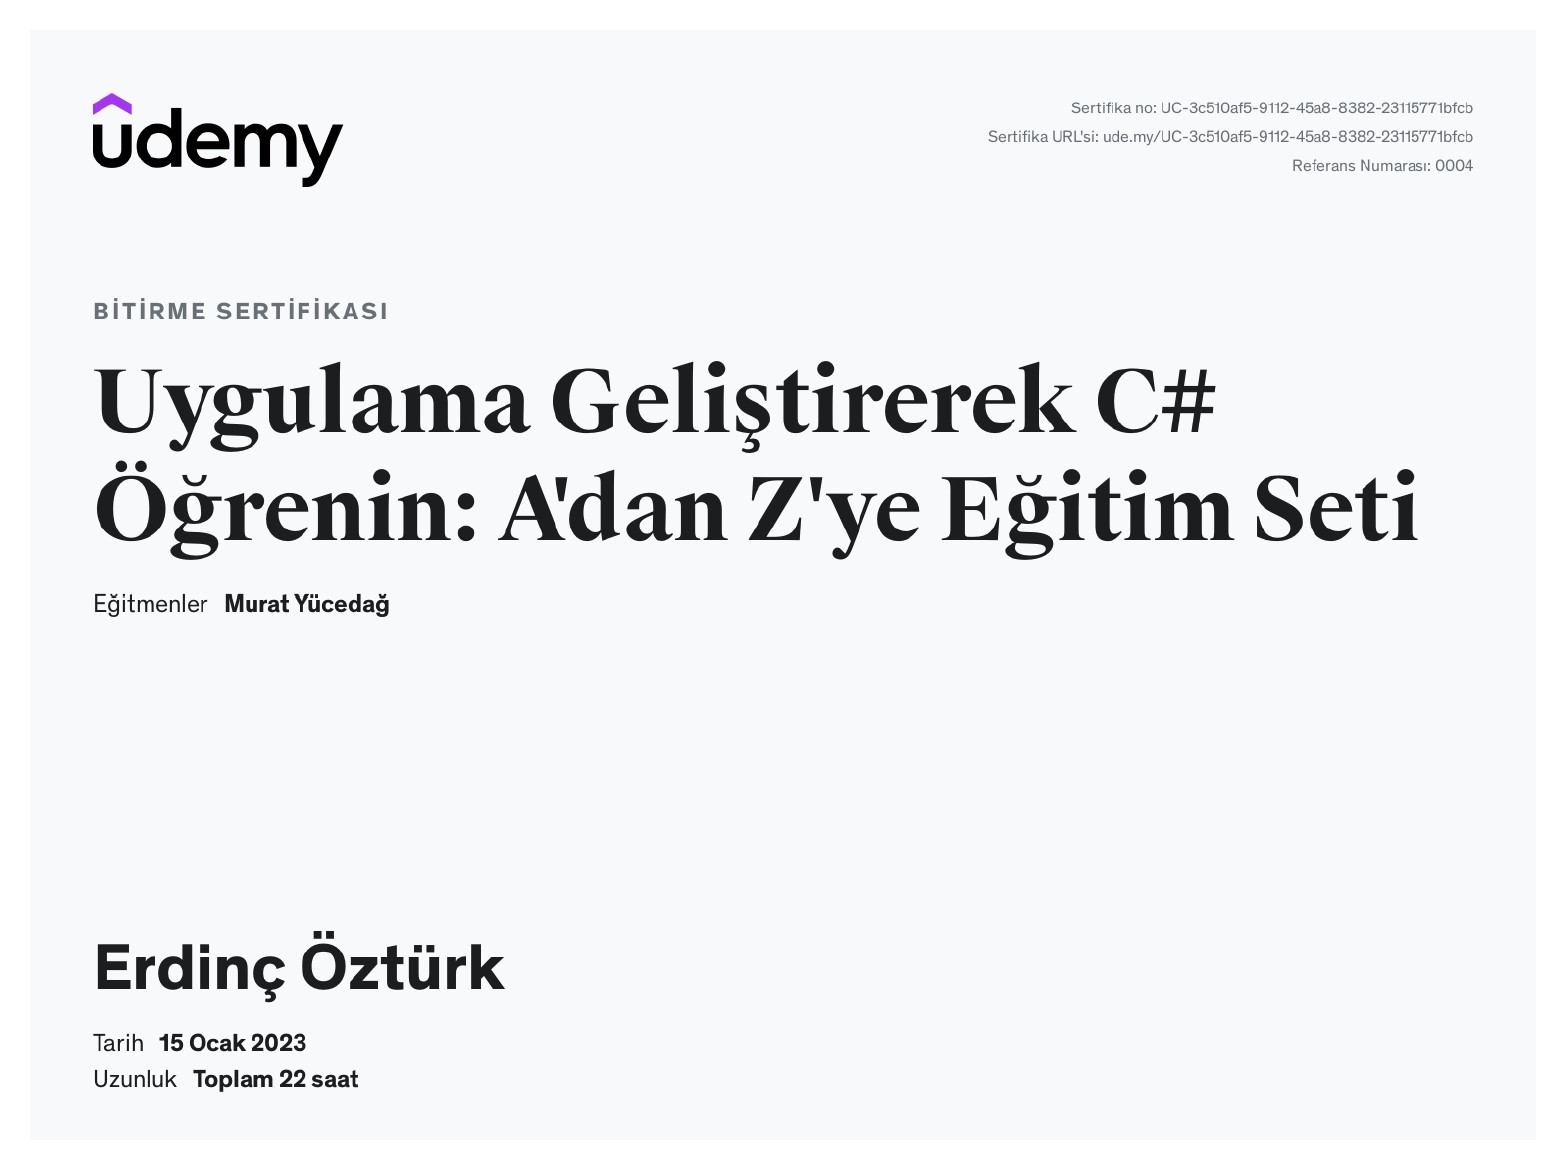 udemy
Sertifika no: UC-3c510af5-9112-45a8-8382-23115771bfcb
Sertifika URL'si: ude.my/UC-3c510af5-9112-45a8-8382-23115771bfcb
Referans Numarası: 0004
BİTİRME SERTİFİKASI
Uygulama Geliştirerek C#
Öğrenin: A'dan Z'ye Eğitim Seti
Eğitmenler Murat Yücedağ
Erdinç Öztürk
Tarih 15 Ocak 2023
Uzunluk Toplam 22 saat